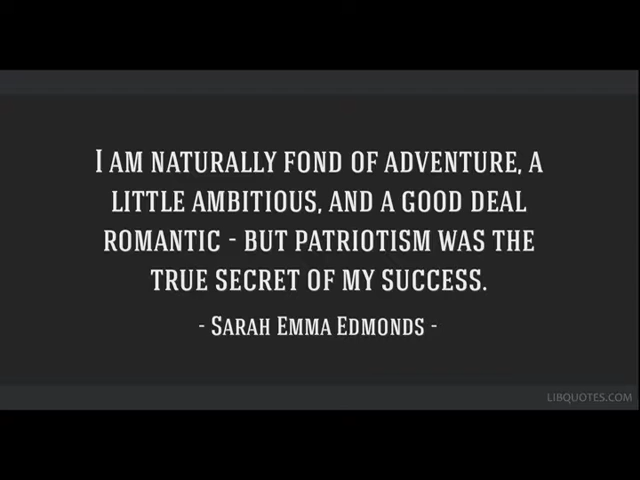 I AM NATURALLY FOND OF ADVENTURE, A
LITTLE AMBITIOUS, AND A GOOD DEAL
ROMANTIC - BUT PATRIOTISM WAS THE
TRUE SECRET OF MY SUCCESS.
- SARAH EMMA EDMONDS -
LIBQUOTES.COM